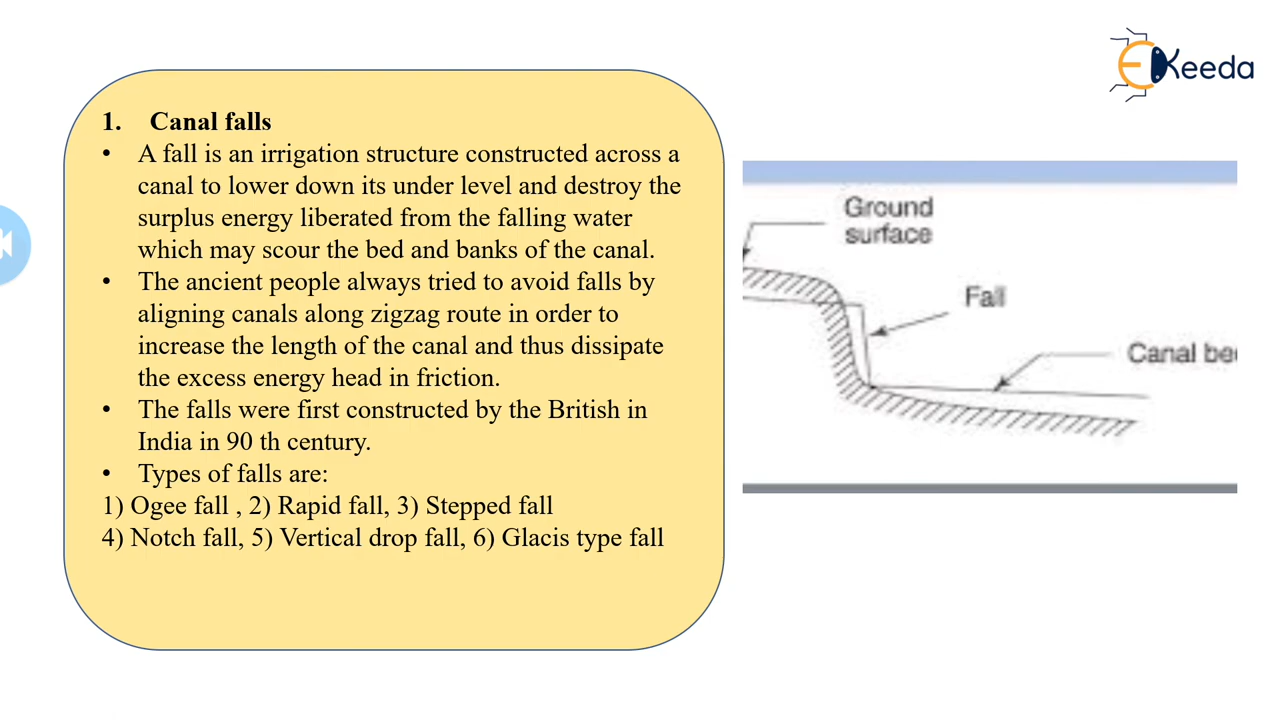 EKeeda
1. Canal falls
• A fall is an irrigation structure constructed across a
canal to lower down its under level and destroy the
surplus energy liberated from the falling water
which may scour the bed and banks of the canal.
• The ancient people always tried to avoid falls by
aligning canals along zigzag route in order to
increase the length of the canal and thus dissipate
the excess energy head in friction.
• The falls were first constructed by the British in
India in 90 th century.
• Types of falls are:
1) Ogee fall , 2) Rapid fall, 3) Stepped fall
4) Notch fall, 5) Vertical drop fall, 6) Glacis type fall
Ground
surface
Fall
Canal be